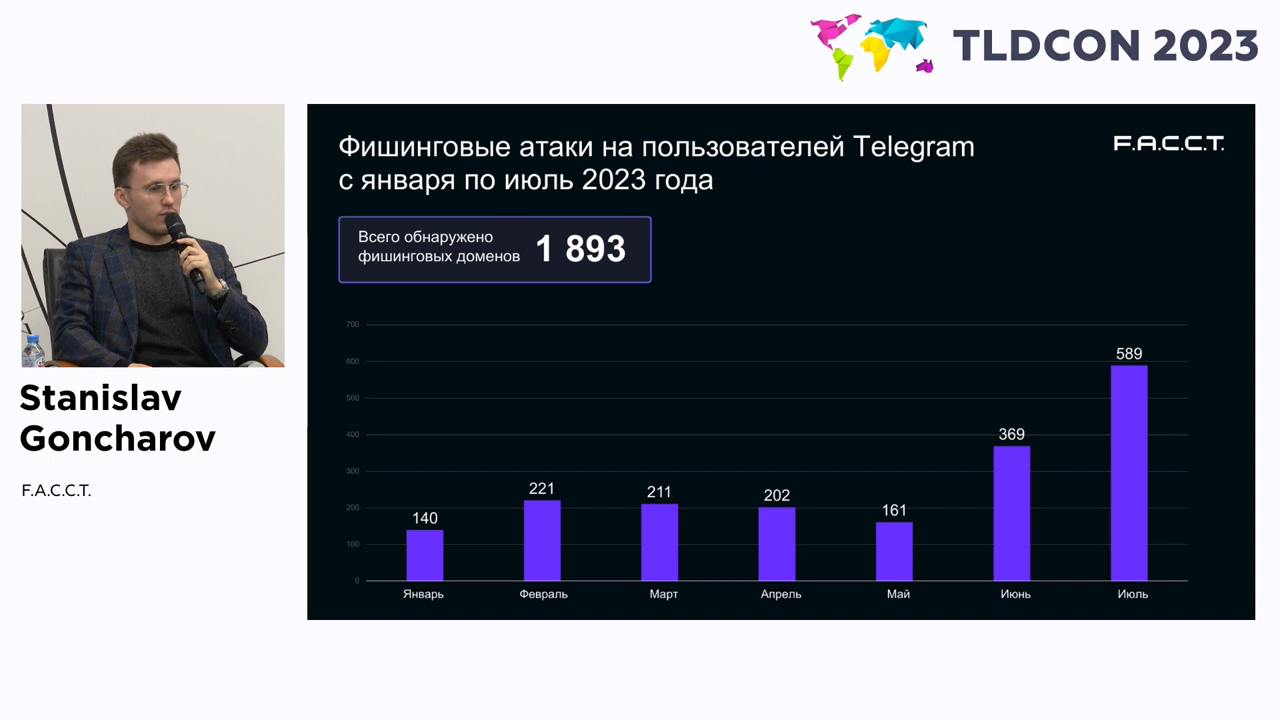 TLDCON 2023
Фишинговые атаки на пользователей Telegram
с января по июль 2023 года
F.A.C.C.T.
Всего обнаружено
фишинговых доменов
1 893
700
600
500
400
300
200
100
0
140
221
211
202
161
369
589
Январь
Февраль
Март
Апрель
Май
Июнь
Июль
Stanislav
Goncharov
F.A.C.C.T.